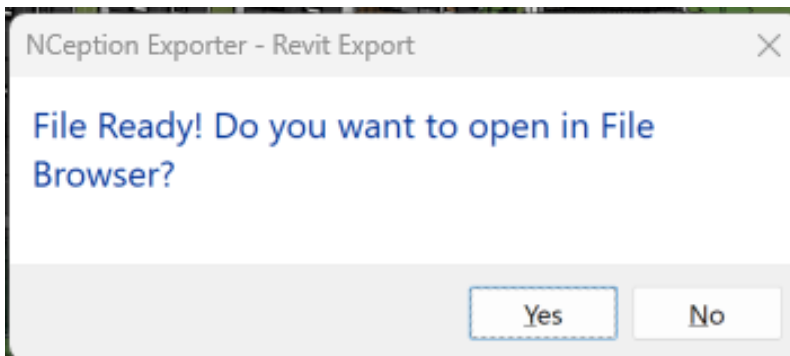 NCeption Exporter - Revit Export
File Ready! Do you want to open in File
Browser?
Yes
No